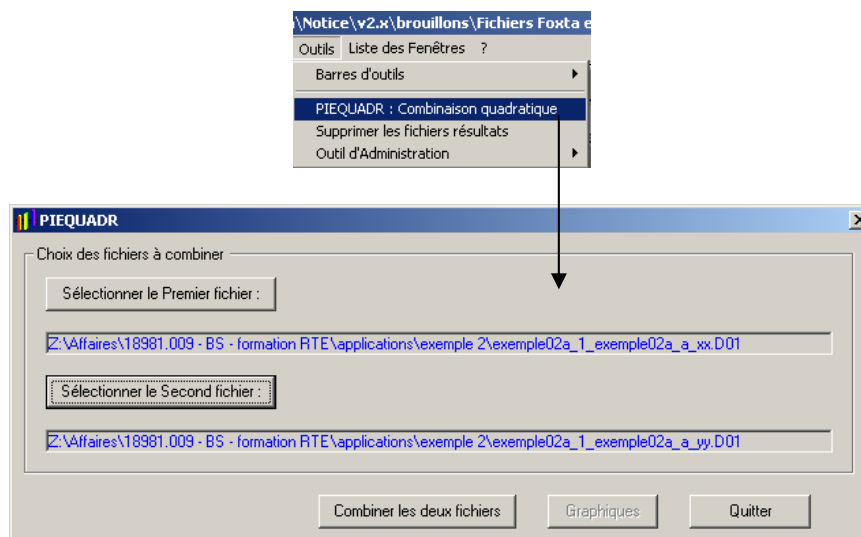 \Notice\v2.x\brouillons\Fichiers Foxta e
Outils Liste des Fenêtres ?
Barres d'outils
PIEQUADR : Combinaison quadratique
Supprimer les fichiers résultats
Outil d'Administration
PIEQUADR
Choix des fichiers à combiner
Sélectionner le Premier fichier :
Z:\Affaires\18981.009 - BS - formation RTE\applications\exemple 2\exemple02a_1_exemple02a_a_xx.D01
Sélectionner le Second fichier :
Z:\Affaires\18981.009 - BS - formation RTE\applications\exemple 2\exemple02a_1_exemple02a_a_yy.D01
Combiner les deux fichiers Graphiques Quitter